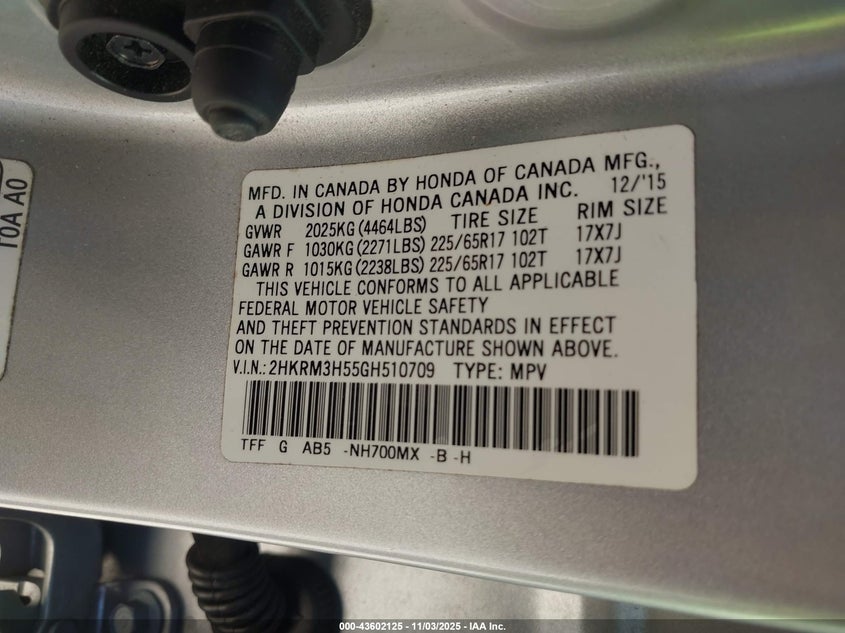 T0A A0
MFD. IN CANADA BY HONDA OF CANADA MFG.,
A DIVISION OF HONDA CANADA INC. 12/'15
GVWR 2025KG (4464LBS) TIRE SIZE RIM SIZE
GAWR F 1030KG (2271LBS) 225/65R17 102T 17X7J
GAWR R 1015KG (2238LBS) 225/65R17 102T 17X7J
THIS VEHICLE CONFORMS TO ALL APPLICABLE
FEDERAL MOTOR VEHICLE SAFETY
AND THEFT PREVENTION STANDARDS IN EFFECT
ON THE DATE OF MANUFACTURE SHOWN ABOVE.
V.I.N.: 2HKRM3H55GH510709 TYPE: MPV
TFF G AB5 -NH700MX -B -H
000-43602125 - 11/03/2025 - IAA Inc.